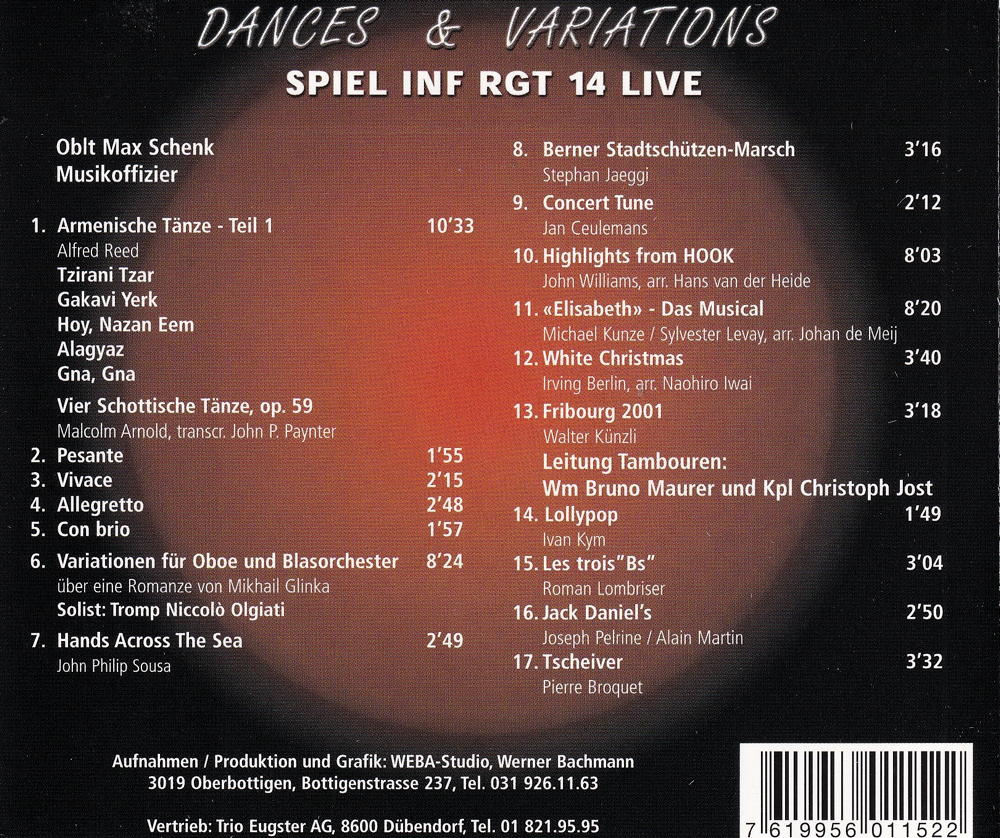 DANCES & VARIATIONS
SPIEL INF RGT 14 LIVE
Oblt Max Schenk
Musikoffizier
1. Armenische Tänze - Teil 1 10'33
Alfred Reed
Tzirani Tzar
Gakavi Yerk
Hoy, Nazan Eem
Alagyaz
Gna, Gna
Vier Schottische Tänze, op. 59
Malcolm Arnold, transcr. John P. Paynter
2. Pesante 1'55
3. Vivace 2'15
4. Allegretto 2'48
5. Con brio 1'57
6. Variationen für Oboe und Blasorchester 8'24
über eine Romanze von Mikhail Glinka
Solist: Tromp Niccolò Olgiati
7. Hands Across The Sea 2'49
John Philip Sousa
8. Berner Stadtschützen-Marsch 3'16
Stephan Jaeggi
9. Concert Tune 2'12
Jan Ceulemans
10. Highlights from HOOK 8'03
John Williams, arr. Hans van der Heide
11. «Elisabeth» - Das Musical 8'20
Michael Kunze / Sylvester Levay, arr. Johan de Meij
12. White Christmas 3'40
Irving Berlin, arr. Naohiro Iwai
13. Fribourg 2001 3'18
Walter Künzli
Leitung Tambouren:
Wm Bruno Maurer und Kpl Christoph Jost
14. Lollypop 1'49
Ivan Kym
15. Les trois"Bs" 3'04
Roman Lombriser
16. Jack Daniel's 2'50
Joseph Pelrine / Alain Martin
17. Tscheiver 3'32
Pierre Broquet
Aufnahmen / Produktion und Grafik: WEBA-Studio, Werner Bachmann
3019 Oberbottigen, Bottigenstrasse 237, Tel. 031 926.11.63
Vertrieb: Trio Eugster AG, 8600 Dübendorf, Tel. 01 821.95.95
7 619956 011522